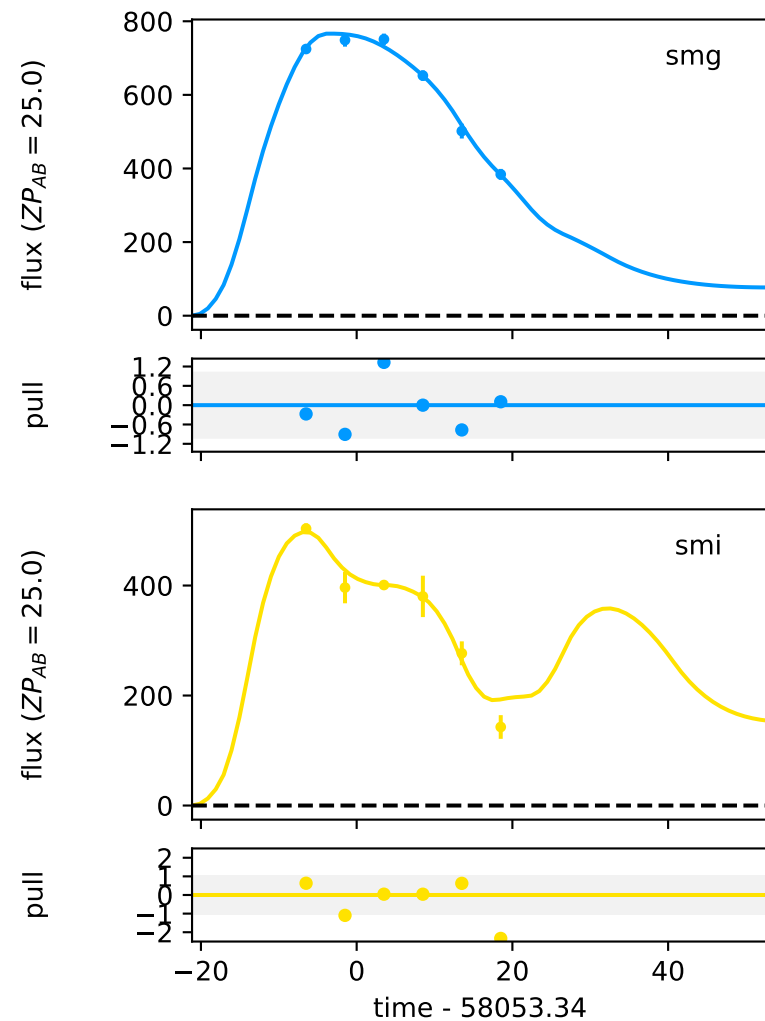 800
smg
600
flux (ZP_AB = 25.0)
400
200
0
1.2
0.6
pull
0.0
−0.6
−1.2
smi
flux (ZP_AB = 25.0)
400
200
0
2
1
pull
0
−1
−2
−20 0 20 40
time - 58053.34